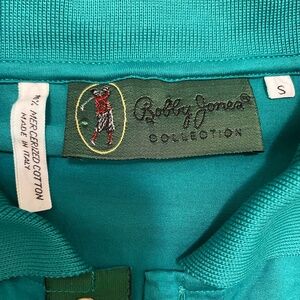 % MERCERIZED COTTON
MADE IN ITALY
Bobby Jones
COLLECTION
S